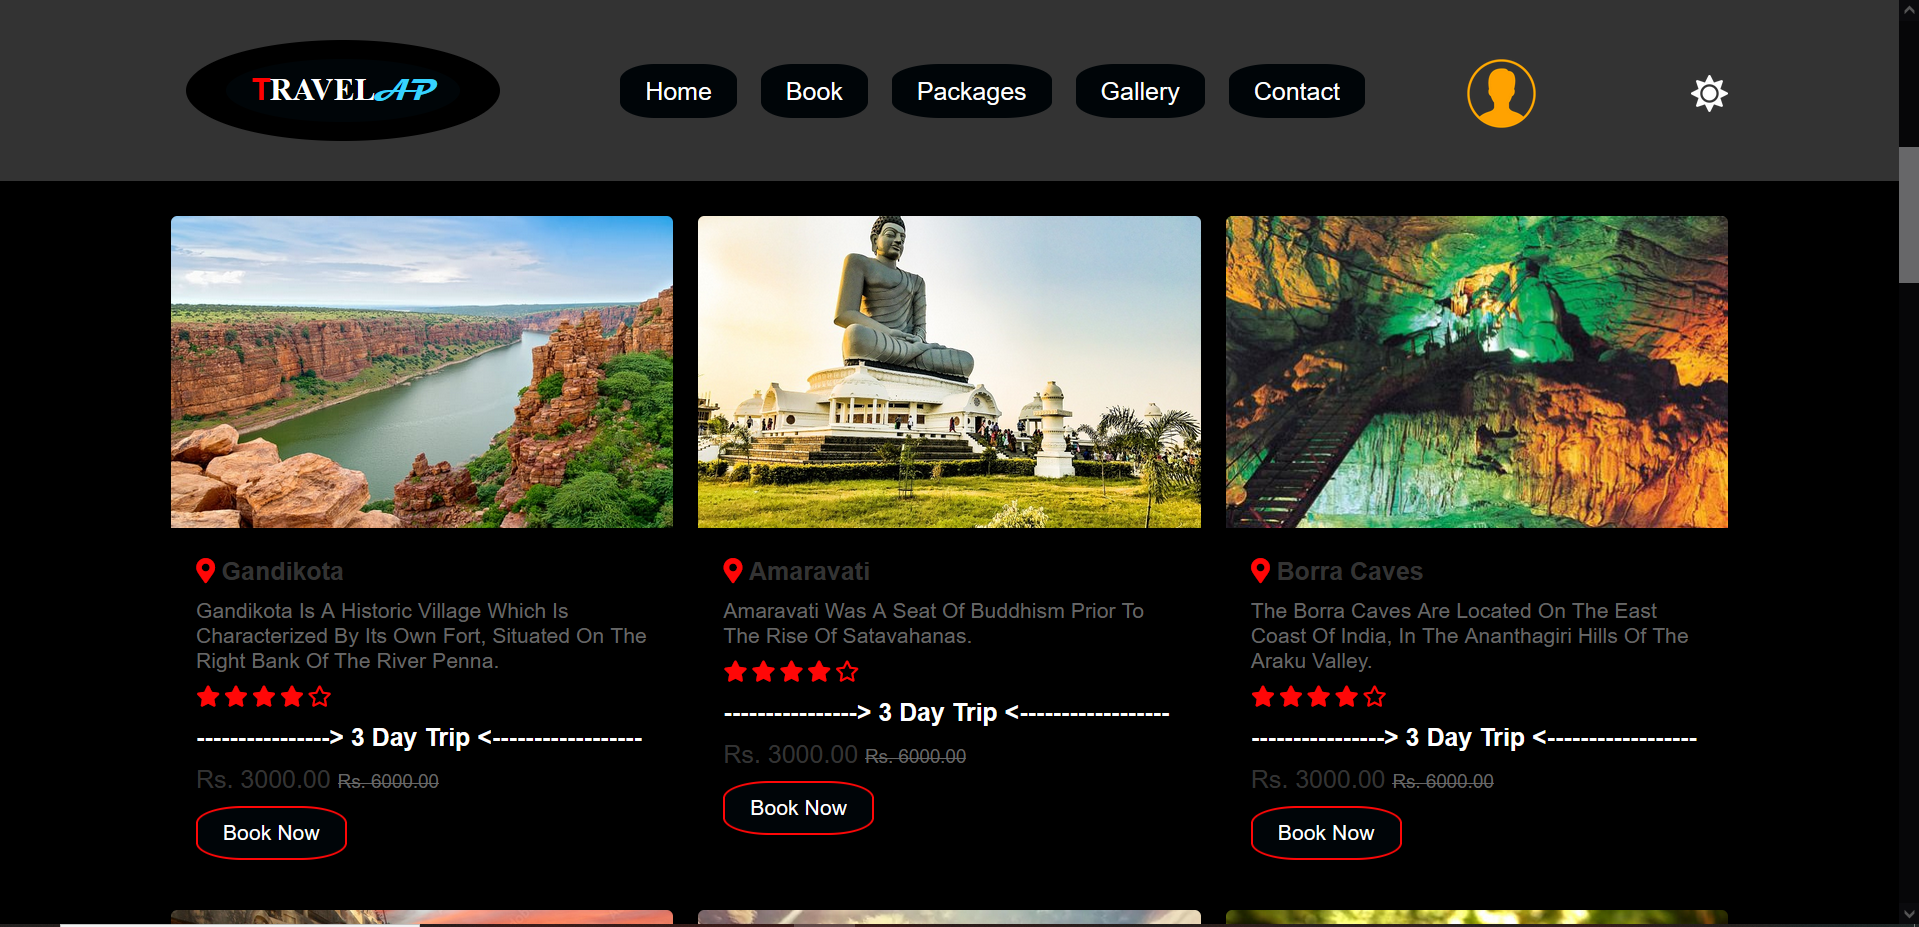 TRAVELAP
Home
Book
Packages
Gallery
Contact
Gandikota
Gandikota Is A Historic Village Which Is
Characterized By Its Own Fort, Situated On The
Right Bank Of The River Penna.
----------------> 3 Day Trip <------------------
Rs. 3000.00 Rs. 6000.00
Book Now
Amaravati
Amaravati Was A Seat Of Buddhism Prior To
The Rise Of Satavahanas.
----------------> 3 Day Trip <------------------
Rs. 3000.00 Rs. 6000.00
Book Now
Borra Caves
The Borra Caves Are Located On The East
Coast Of India, In The Ananthagiri Hills Of The
Araku Valley.
----------------> 3 Day Trip <------------------
Rs. 3000.00 Rs. 6000.00
Book Now